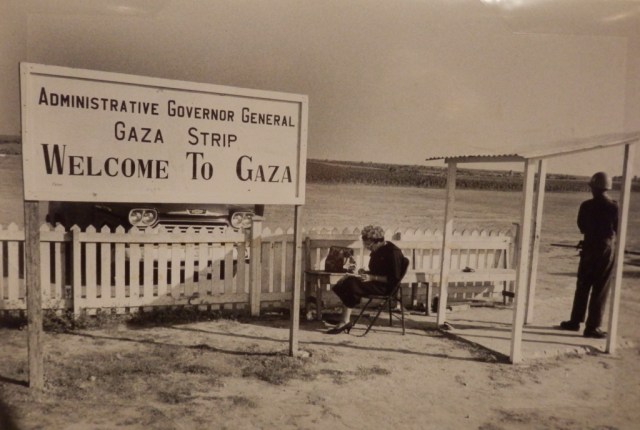 Administrative Governor General
Gaza Strip
Welcome To Gaza